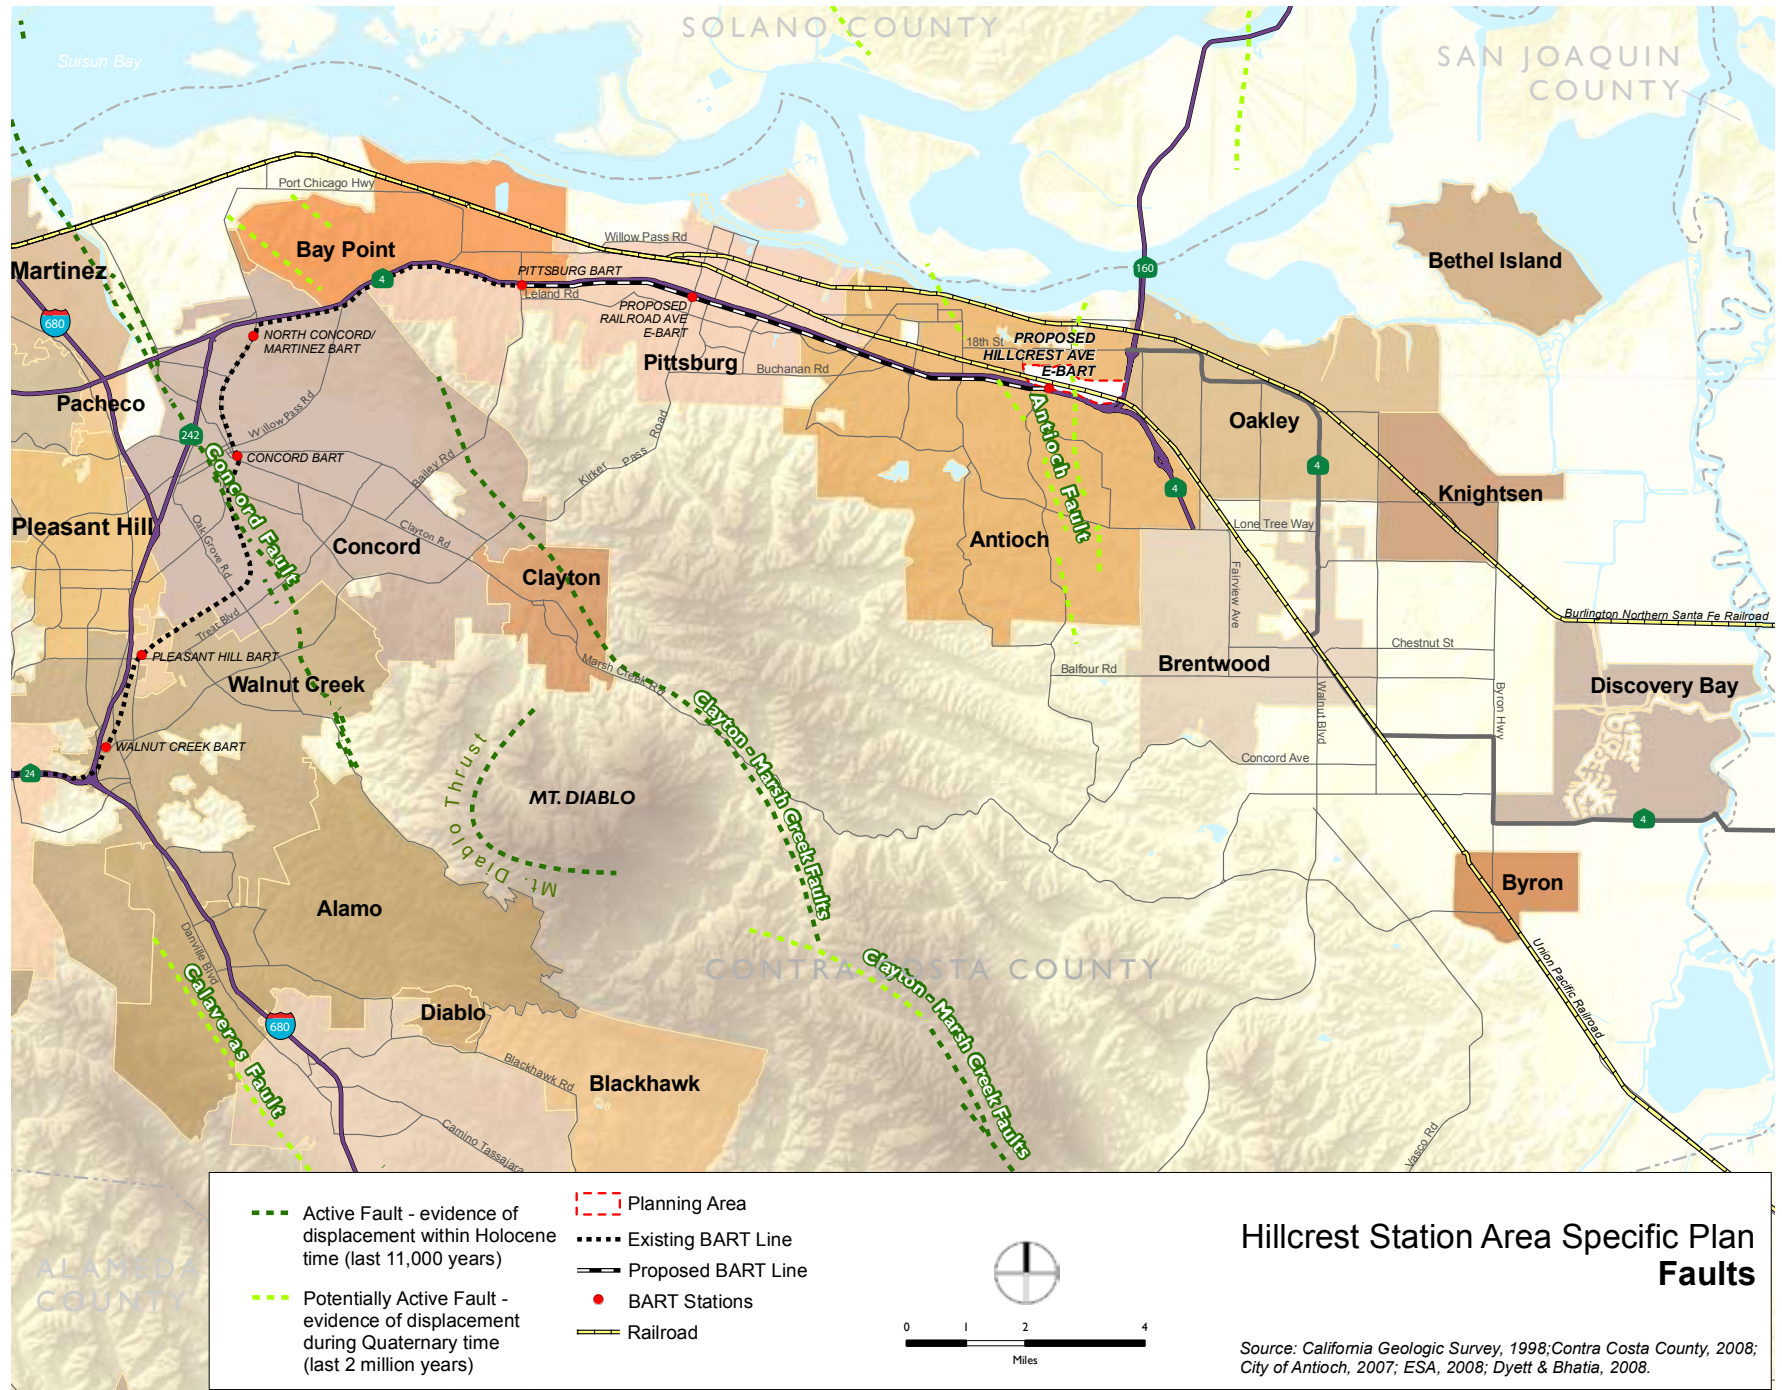 SOLANO COUNTY
SAN JOAQUIN
COUNTY
Suisun Bay
Port Chicago Hwy
Bay Point
Willow Pass Rd
Martinez
4
PITTSBURG BART
Leland Rd
160
Bethel Island
680
PROPOSED
RAILROAD AVE
E-BART
NORTH CONCORD/
MARTINEZ BART
Pittsburg
Buchanan Rd
18th St
PROPOSED
HILLCREST AVE
E-BART
Pacheco
Willow Pass Rd
242
CONCORD BART
Concord Fault
Bailey Rd
Kirker Pass Road
Antioch Fault
Oakley
4
4
Knightsen
Pleasant Hill
Oak Grove Rd
Clayton Rd
Concord
Clayton
Antioch
Lone Tree Way
Fairview Ave
Treat Blvd
Burlington Northern Santa Fe Railroad
PLEASANT HILL BART
Marsh Creek Rd
Balfour Rd
Brentwood
Chestnut St
Walnut Creek
Walnut Blvd
Byron Hwy
Discovery Bay
WALNUT CREEK BART
24
Mt. Diablo Thrust
MT. DIABLO
Clayton - Marsh Creek Faults
Concord Ave
4
Byron
Alamo
Danville Blvd
Calaveras Fault
CONTRA COSTA COUNTY
Clayton - Marsh Creek Faults
Union Pacific Railroad
Diablo
680
Blackhawk Rd
Blackhawk
Camino Tassajara
Vasco Rd
ALAMEDA
COUNTY
Active Fault - evidence of
displacement within Holocene
time (last 11,000 years)
Potentially Active Fault -
evidence of displacement
during Quaternary time
(last 2 million years)
Planning Area
Existing BART Line
Proposed BART Line
BART Stations
Railroad
0 1 2 4
Miles
Hillcrest Station Area Specific Plan
Faults
Source: California Geologic Survey, 1998;Contra Costa County, 2008;
City of Antioch, 2007; ESA, 2008; Dyett & Bhatia, 2008.